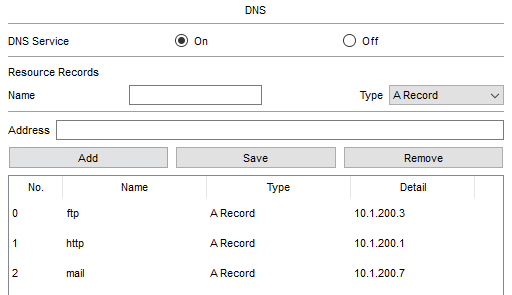 DNS
DNS Service On Off
Resource Records
Name Type A Record
Address
Add Save Remove
No. Name Type Detail
0 ftp A Record 10.1.200.3
1 http A Record 10.1.200.1
2 mail A Record 10.1.200.7